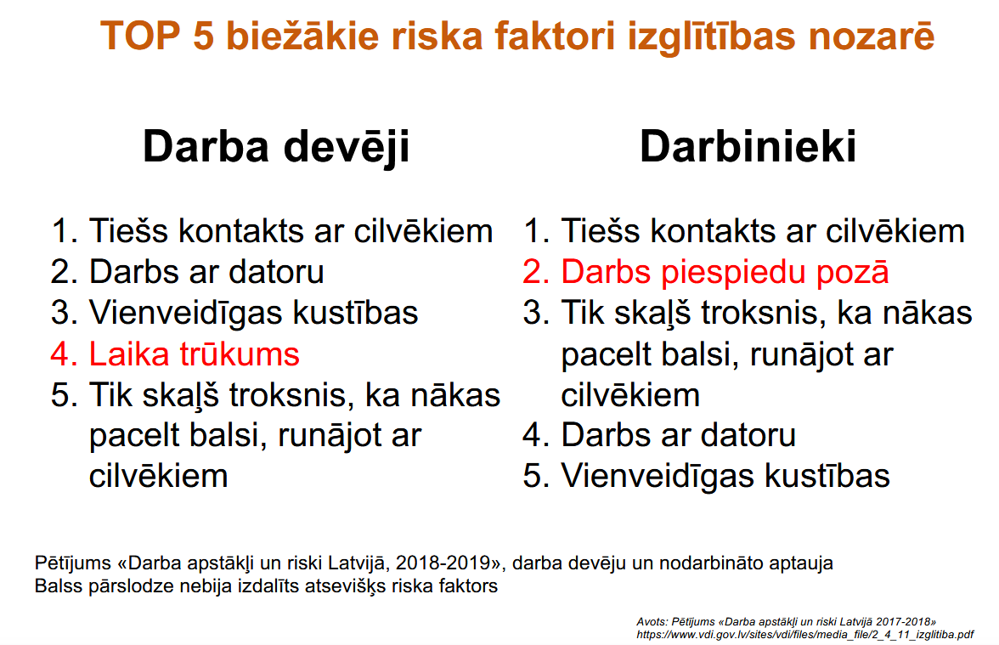 TOP 5 biežākie riska faktori izglītības nozarē
Darba devēji
1. Tiešs kontakts ar cilvēkiem
2. Darbs ar datoru
3. Vienveidīgas kustības
4. Laika trūkums
5. Tik skaļš troksnis, ka nākas
pacelt balsi, runājot ar
cilvēkiem
Darbinieki
1. Tiešs kontakts ar cilvēkiem
2. Darbs piespiedu pozā
3. Tik skaļš troksnis, ka nākas
pacelt balsi, runājot ar
cilvēkiem
4. Darbs ar datoru
5. Vienveidīgas kustības
Pētījums «Darba apstākļi un riski Latvijā, 2018-2019», darba devēju un nodarbināto aptauja
Balss pārslodze nebija izdalīts atsevišķs riska faktors
Avots: Pētījums «Darba apstākļi un riski Latvijā 2017-2018»
https://www.vdi.gov.lv/sites/vdi/files/media_file/2_4_11_izglitiba.pdf